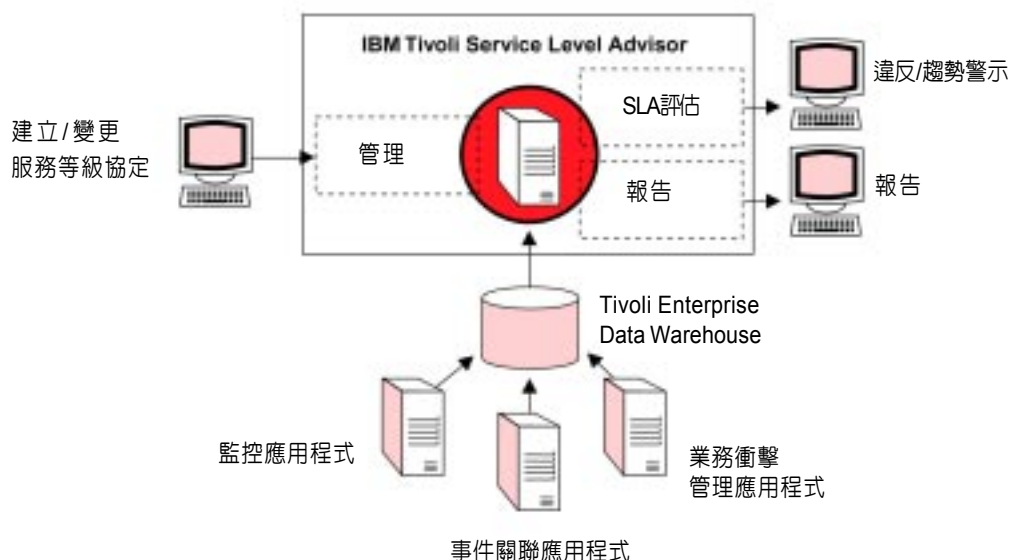 IBM Tivoli Service Level Advisor
建立/變更
服務等級協定
管理
SLA評估
報告
違反/趨勢警示
報告
Tivoli Enterprise
Data Warehouse
監控應用程式
業務衝擊
管理應用程式
事件關聯應用程式